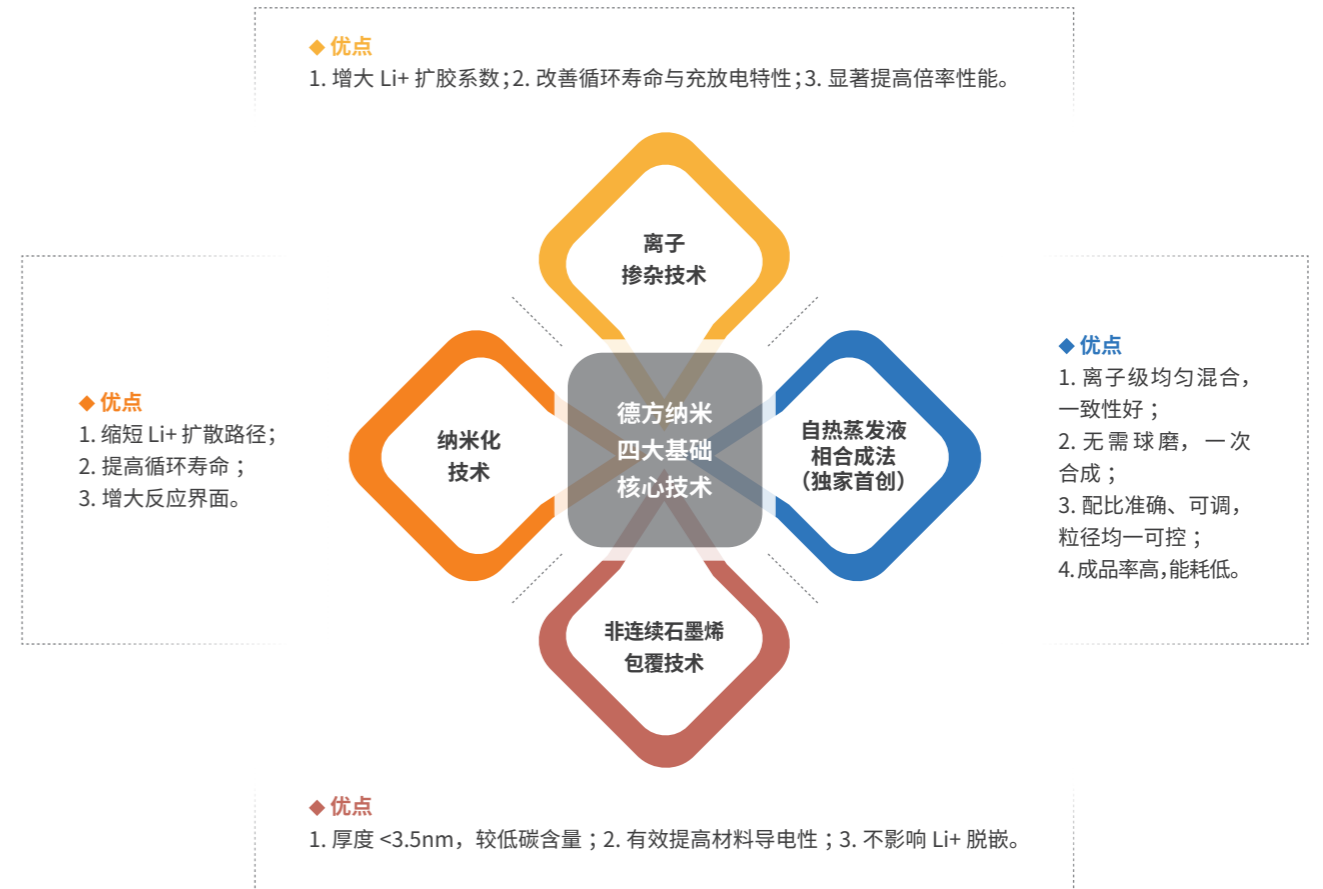 ◆ 优点
1. 增大 Li+ 扩胶系数；2. 改善循环寿命与充放电特性；3. 显著提高倍率性能。
离子
掺杂技术
◆ 优点
1. 缩短 Li+ 扩散路径；
2. 提高循环寿命；
3. 增大反应界面。
纳米化
技术
德方纳米
四大基础
核心技术
自热蒸发液
相合成法
（独家首创）
◆ 优点
1. 离子级均匀混合，
一致性好；
2. 无需球磨，一次
合成；
3. 配比准确、可调，
粒径均一可控；
4.成品率高，能耗低。
非连续石墨烯
包覆技术
◆ 优点
1. 厚度 <3.5nm，较低碳含量；2. 有效提高材料导电性；3. 不影响 Li+ 脱嵌。